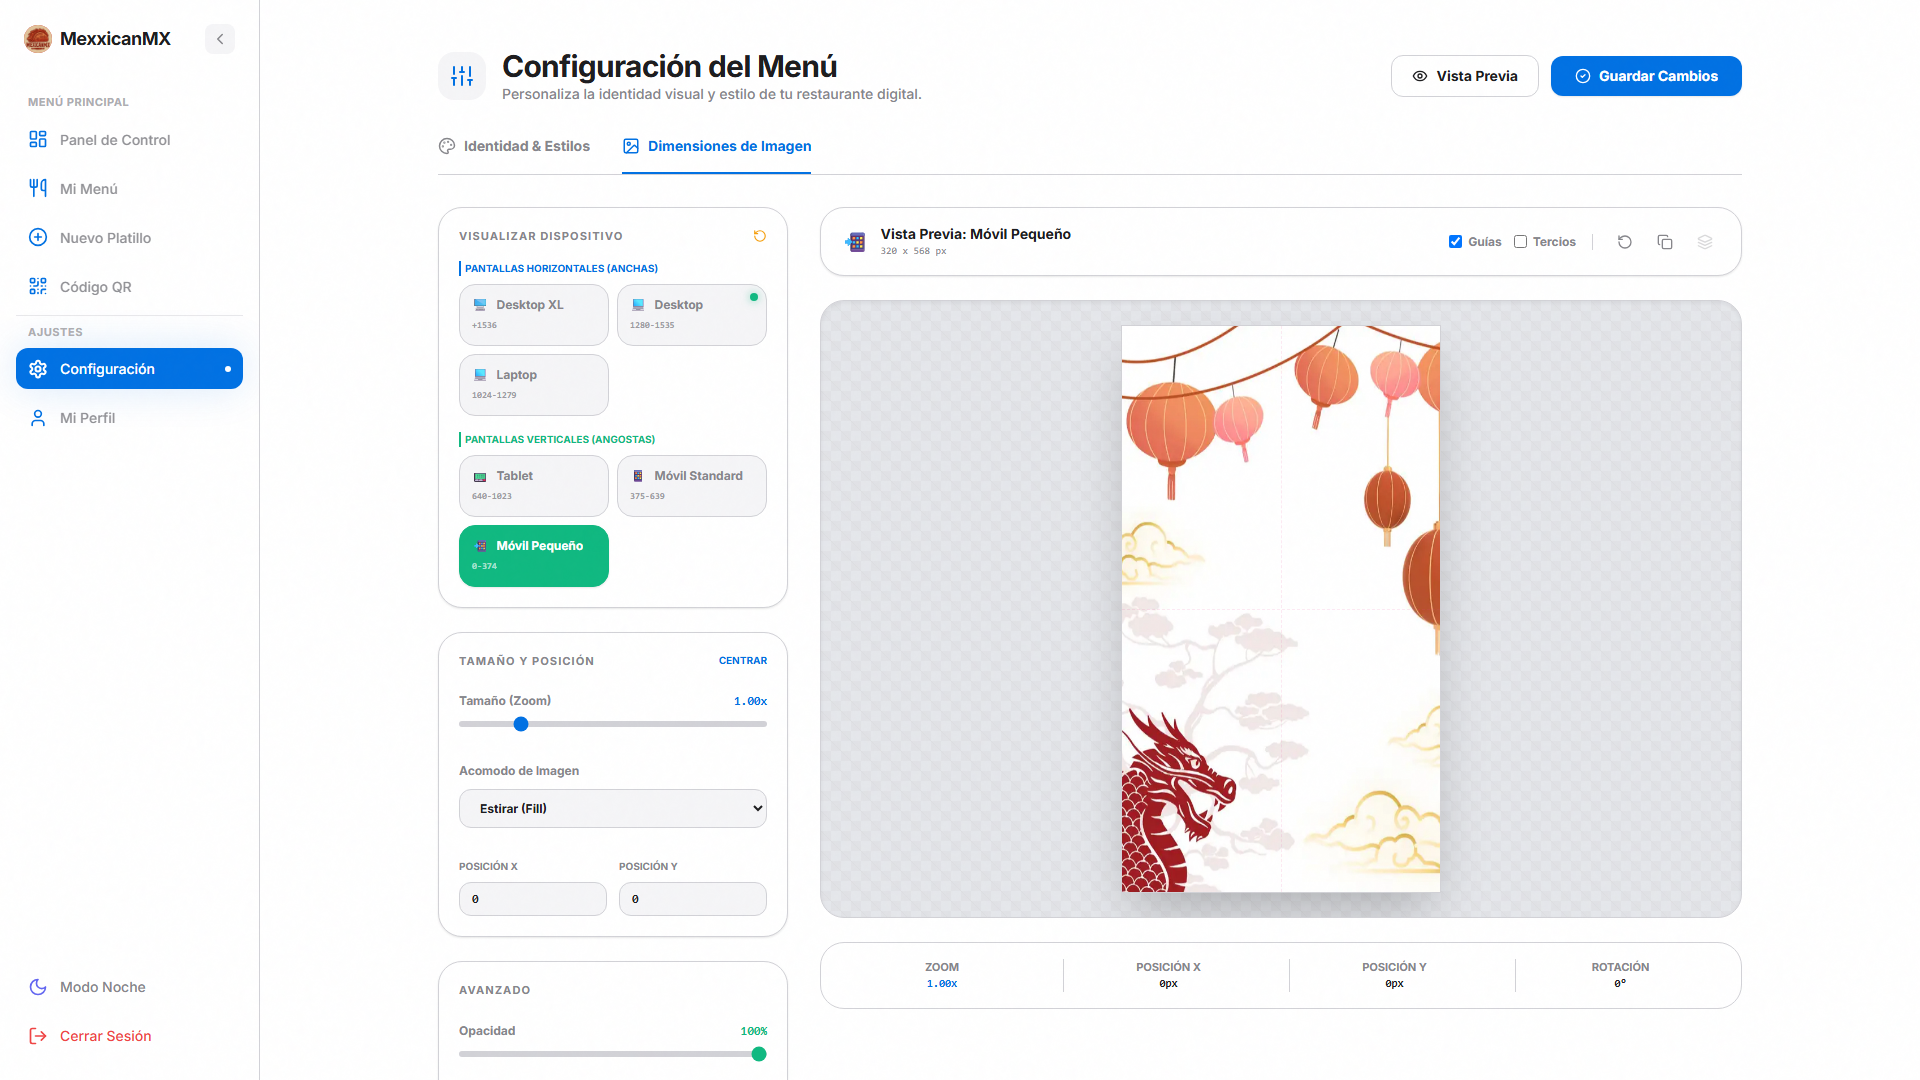 MexxicanMX
MENÚ PRINCIPAL
Panel de Control
Mi Menú
Nuevo Platillo
Código QR
AJUSTES
Configuración
Mi Perfil
Modo Noche
Cerrar Sesión
Configuración del Menú
Personaliza la identidad visual y estilo de tu restaurante digital.
Vista Previa
Guardar Cambios
Identidad & Estilos
Dimensiones de Imagen
VISUALIZAR DISPOSITIVO
PANTALLAS HORIZONTALES (ANCHAS)
Desktop XL
+1536
Desktop
1280-1535
Laptop
1024-1279
PANTALLAS VERTICALES (ANGOSTAS)
Tablet
640-1023
Móvil Standard
375-639
Móvil Pequeño
0-374
TAMAÑO Y POSICIÓN
CENTRAR
Tamaño (Zoom)
1.00x
Acomodo de Imagen
Estirar (Fill)
POSICIÓN X
POSICIÓN Y
0
0
AVANZADO
Opacidad
100%
Vista Previa: Móvil Pequeño
320 x 568 px
Guías
Tercios
ZOOM
1.00x
POSICIÓN X
0px
POSICIÓN Y
0px
ROTACIÓN
0°